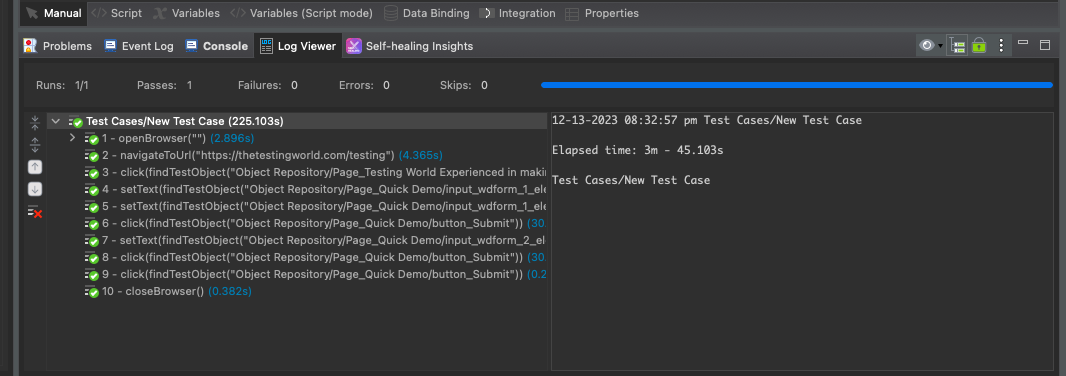 Manual Script Variables Variables (Script mode) Data Binding Integration Properties
Problems Event Log Console Log Viewer Self-healing Insights
Runs: 1/1 Passes: 1 Failures: 0 Errors: 0 Skips: 0
Test Cases/New Test Case (225.103s)
1 - openBrowser("") (2.896s)
2 - navigateToUrl("https://thetestingworld.com/testing") (4.365s)
3 - click(findTestObject("Object Repository/Page_Testing World Experienced in makin
4 - setText(findTestObject("Object Repository/Page_Quick Demo/input_wdform_1_ele
5 - setText(findTestObject("Object Repository/Page_Quick Demo/input_wdform_1_ele
6 - click(findTestObject("Object Repository/Page_Quick Demo/button_Submit")) (30.
7 - setText(findTestObject("Object Repository/Page_Quick Demo/input_wdform_2_el
8 - click(findTestObject("Object Repository/Page_Quick Demo/button_Submit")) (30
9 - click(findTestObject("Object Repository/Page_Quick Demo/button_Submit")) (0.2
10 - closeBrowser() (0.382s)
12-13-2023 08:32:57 pm Test Cases/New Test Case
Elapsed time: 3m - 45.103s
Test Cases/New Test Case